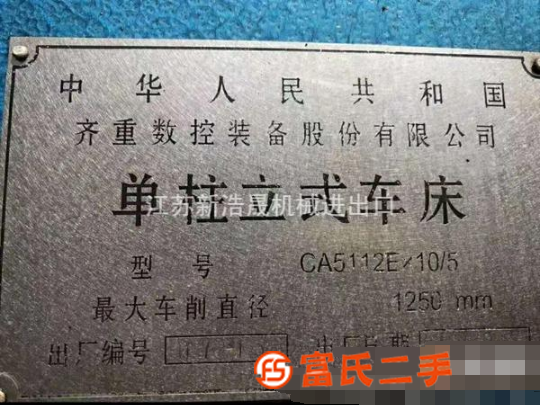 中华人民共和国
齐重数控装备股份有限公司
单柱立式车床
江苏新浩晟机械进出口
型号 CA5112E×10/5
最大车削直径 1250 mm
出厂编号
富氏二手